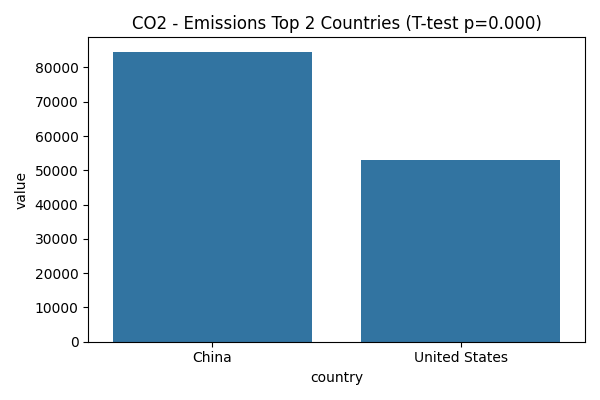 CO2 - Emissions Top 2 Countries (T-test p=0.000)
80000
70000
60000
50000
40000
30000
20000
10000
0
value
China
United States
country